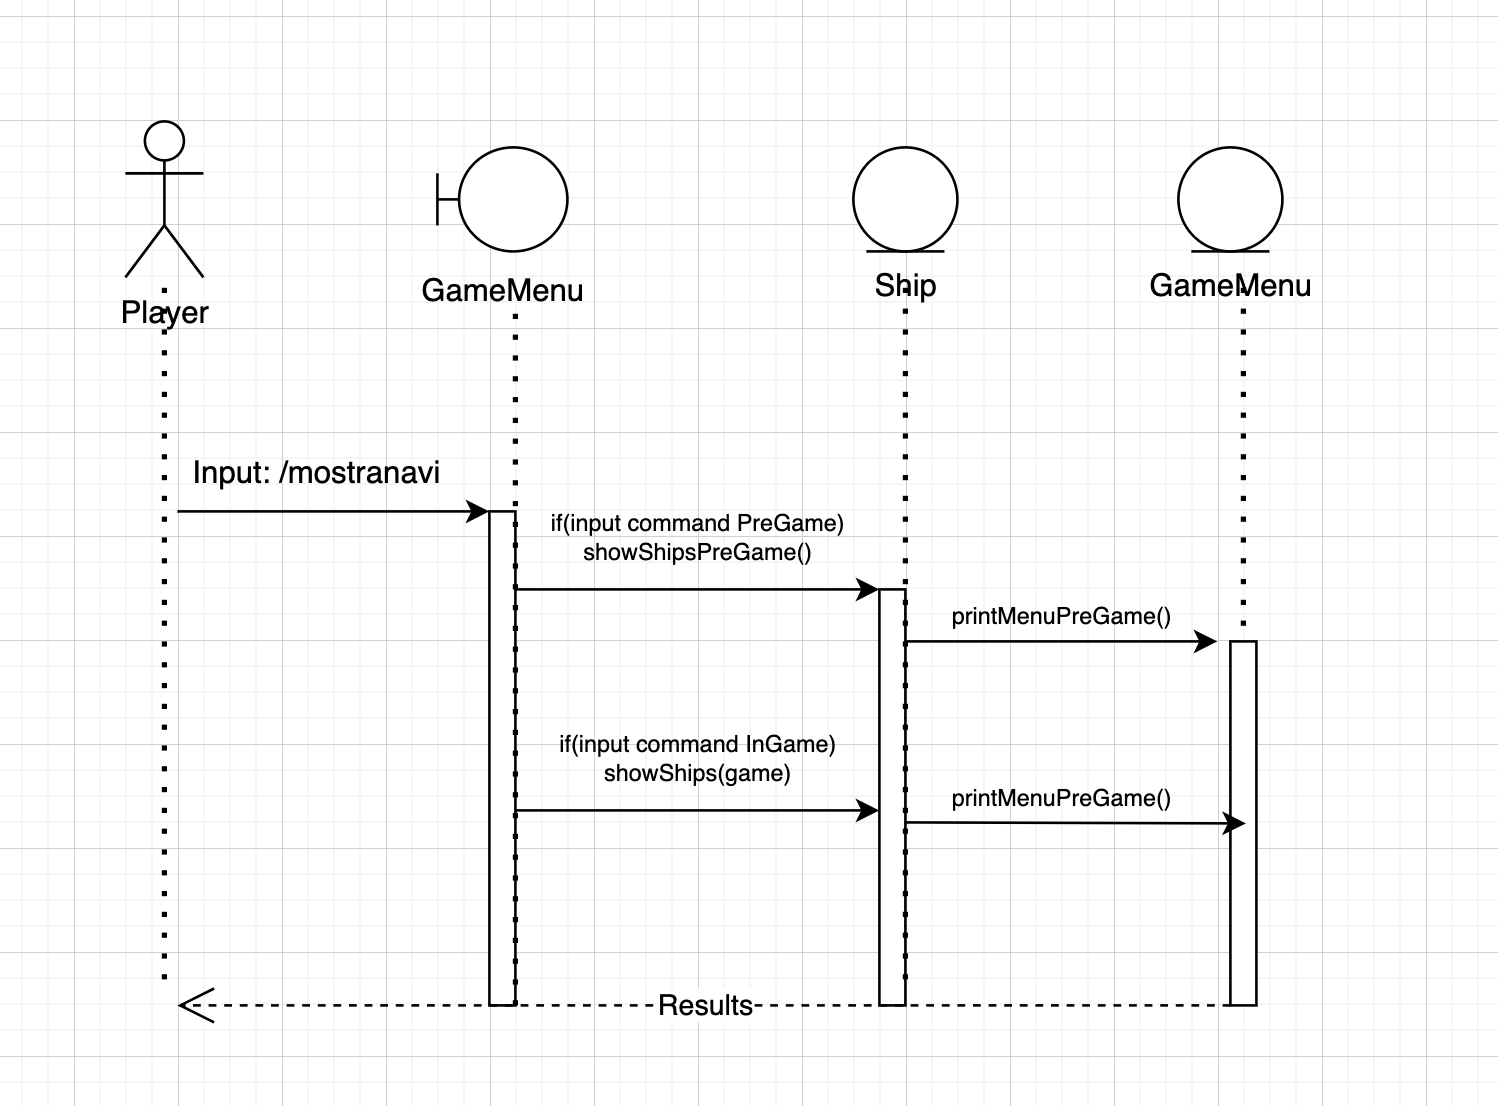 Player
GameMenu
Ship
GameMenu
Input: /mostranavi
if(input command PreGame)
showShipsPreGame()
printMenuPreGame()
if(input command InGame)
showShips(game)
printMenuPreGame()
Results